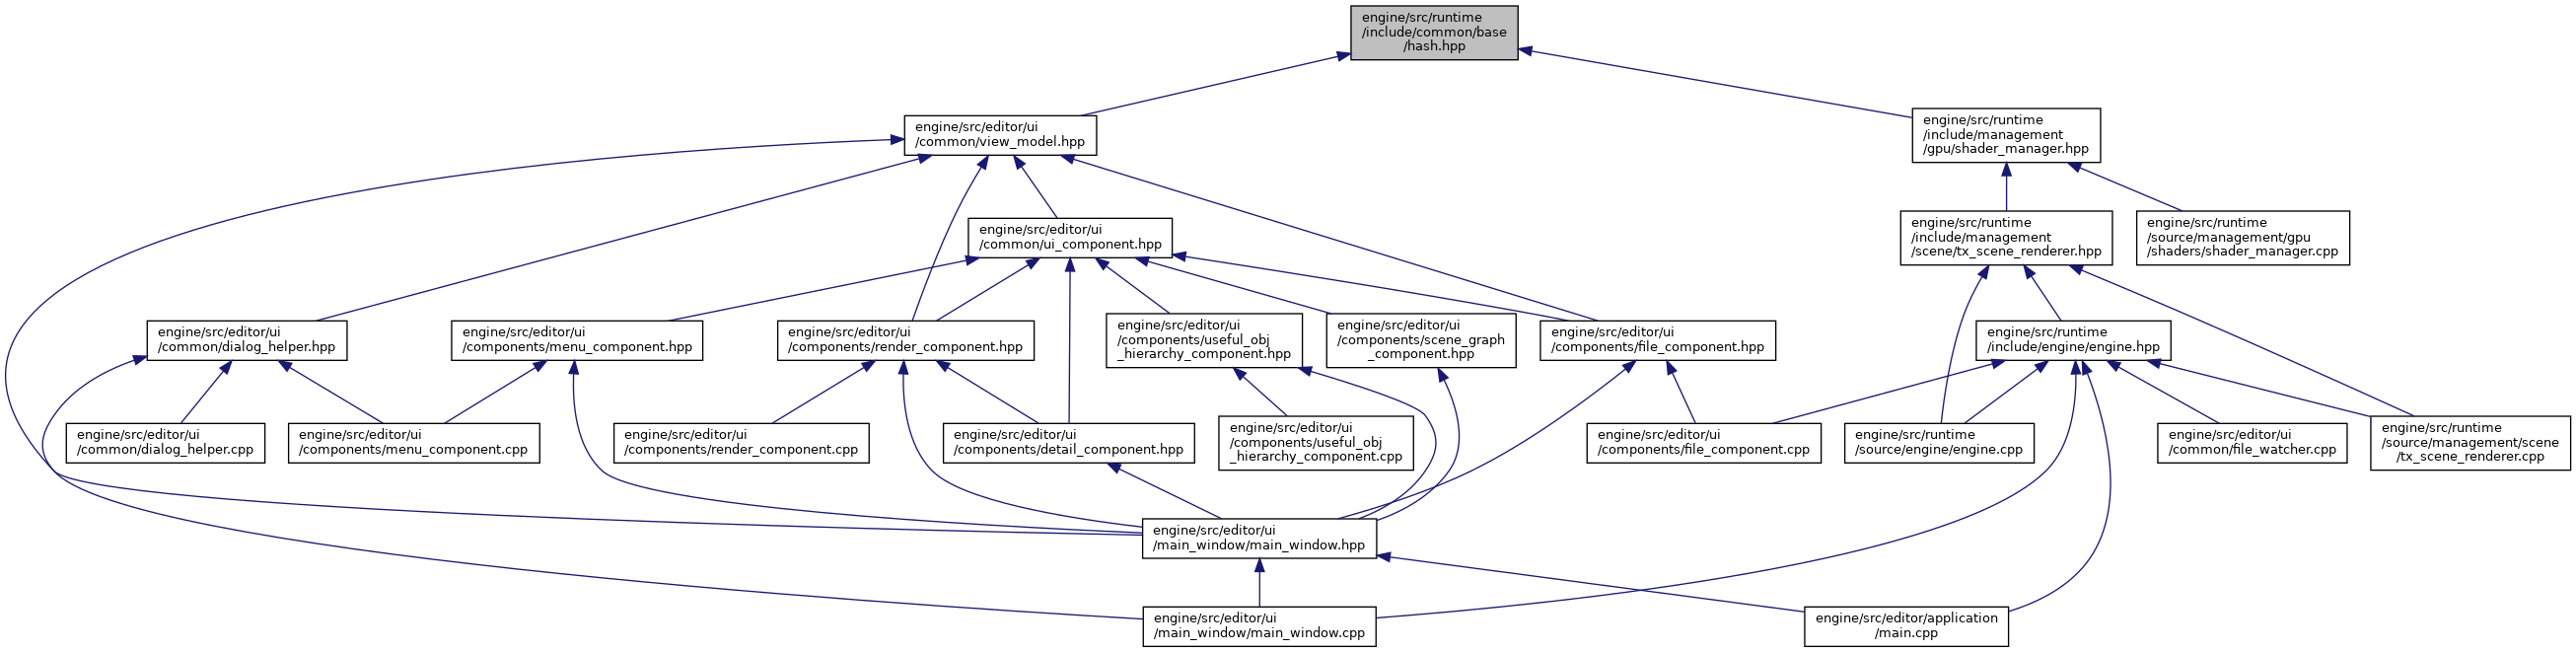 engine/src/runtime
/include/common/base
/hash.hpp
engine/src/editor/ui
/common/view_model.hpp
engine/src/runtime
/include/management
/gpu/shader_manager.hpp
engine/src/editor/ui
/common/ui_component.hpp
engine/src/runtime
/include/management
/scene/tx_scene_renderer.hpp
engine/src/runtime
/source/management/gpu
/shaders/shader_manager.cpp
engine/src/editor/ui
/common/dialog_helper.hpp
engine/src/editor/ui
/components/menu_component.hpp
engine/src/editor/ui
/components/render_component.hpp
engine/src/editor/ui
/components/useful_obj
_hierarchy_component.hpp
engine/src/editor/ui
/components/scene_graph
_component.hpp
engine/src/editor/ui
/components/file_component.hpp
engine/src/runtime
/include/engine/engine.hpp
engine/src/editor/ui
/common/dialog_helper.cpp
engine/src/editor/ui
/components/menu_component.cpp
engine/src/editor/ui
/components/render_component.cpp
engine/src/editor/ui
/components/detail_component.hpp
engine/src/editor/ui
/components/useful_obj
_hierarchy_component.cpp
engine/src/editor/ui
/components/file_component.cpp
engine/src/runtime
/source/engine/engine.cpp
engine/src/editor/ui
/common/file_watcher.cpp
engine/src/runtime
/source/management/scene
/tx_scene_renderer.cpp
engine/src/editor/ui
/main_window/main_window.hpp
engine/src/editor/ui
/main_window/main_window.cpp
engine/src/editor/application
/main.cpp